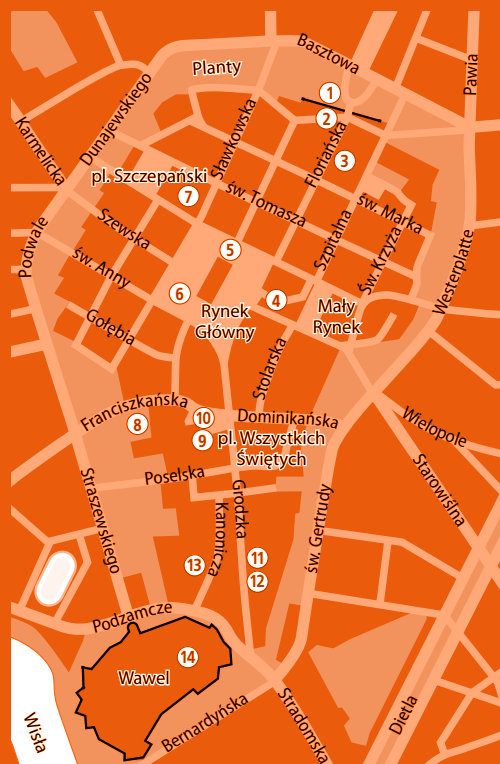 Basztowa
Planty
Pawia
1
2
Dunajewskiego
Sławkowska
Floriańska
3
Karmelicka
pl. Szczepański
7
św. Tomasza
św. Marka
Szewska
Szpitalna
Św. Krzyża
Podwale
św. Anny
5
Westerplatte
6
4
Rynek
Główny
Mały
Rynek
Gołębia
Stolarska
Franciszkańska
8
10
9
Dominikańska
pl. Wszystkich
Świętych
Wielopole
Starowiślna
Poselska
Straszewskiego
Grodzka
Kanonicza
św. Gertrudy
13
11
12
Podzamcze
14
Wawel
Wisła
Bernardyńska
Stradomska
Dietla